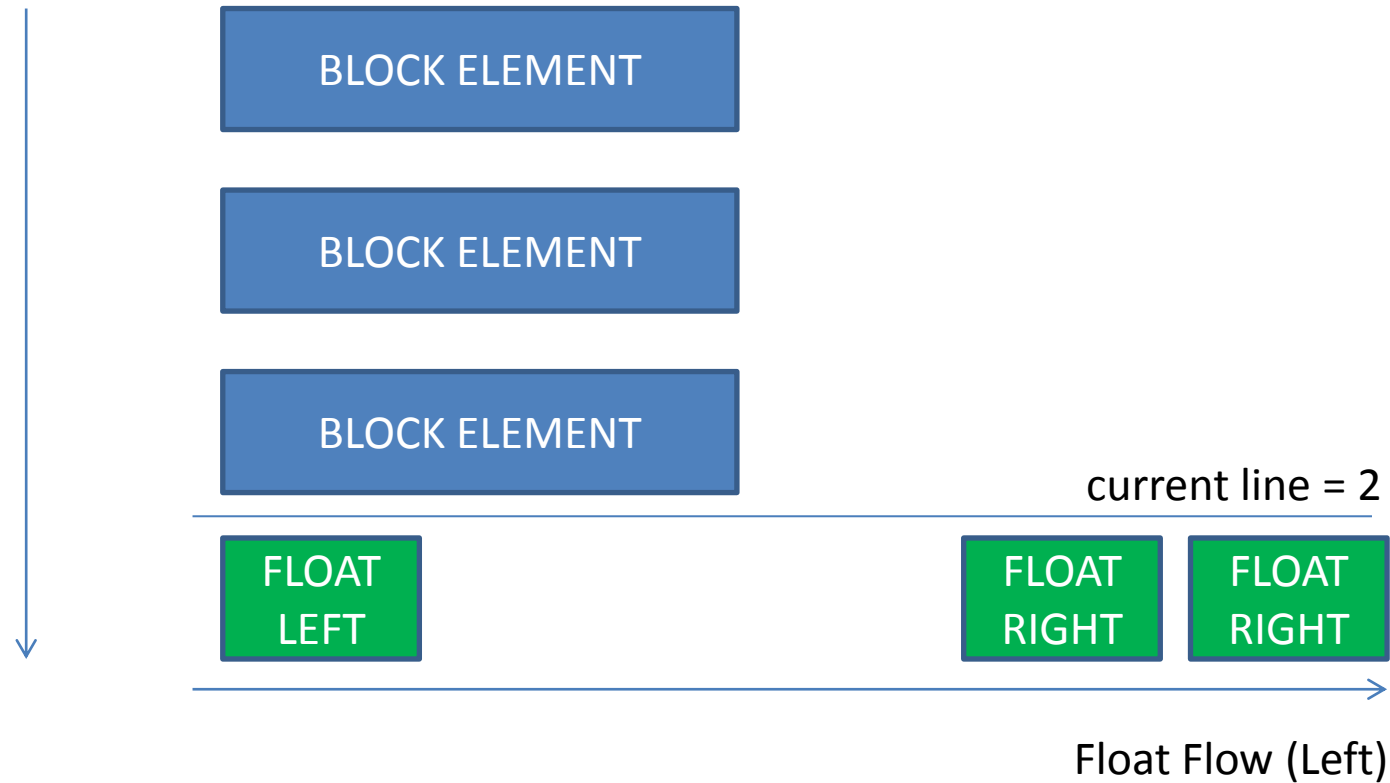 BLOCK ELEMENT
BLOCK ELEMENT
BLOCK ELEMENT
current line = 2
FLOAT
LEFT
FLOAT
RIGHT
FLOAT
RIGHT
Float Flow (Left)